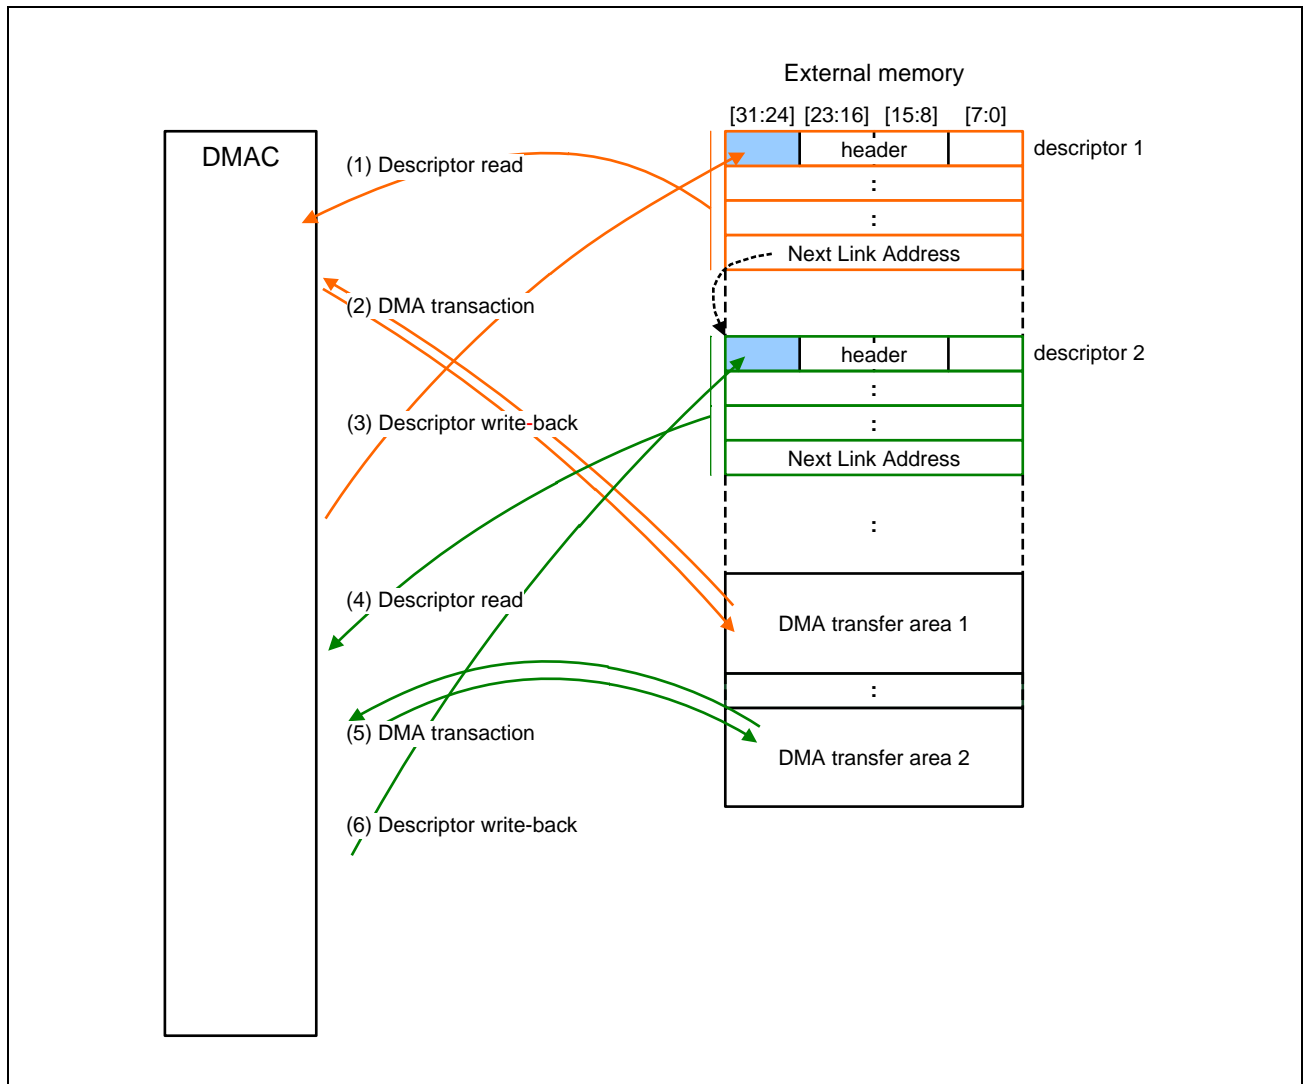 External memory
[31:24] [23:16] [15:8] [7:0]
DMAC
header
descriptor 1
(1) Descriptor read
:
:
Next Link Address
(2) DMA transaction
header
descriptor 2
:
:
(3) Descriptor write-back
Next Link Address
:
(4) Descriptor read
DMA transfer area 1
:
(5) DMA transaction
DMA transfer area 2
(6) Descriptor write-back